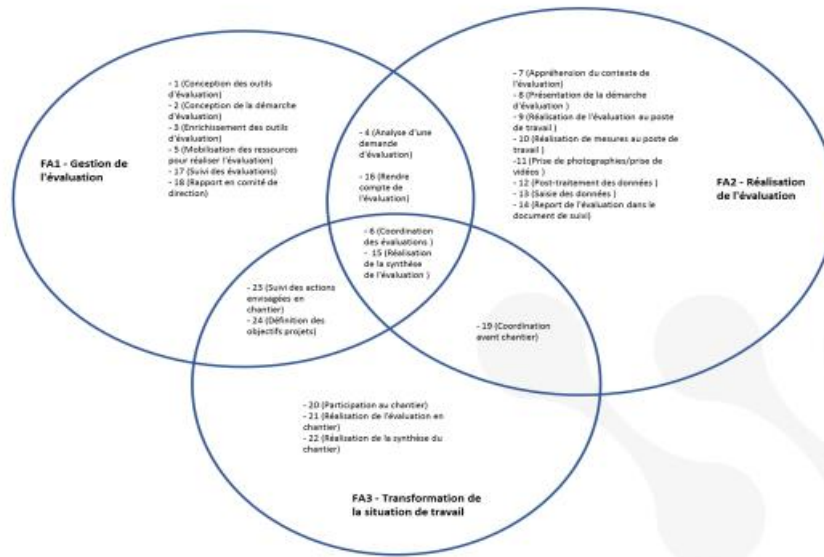 FA1 - Gestion de
l'évaluation
- 1 (Conception des outils
d'évaluation)
- 2 (Conception de la démarche
d'évaluation)
- 3 (Enrichissement des outils
d'évaluation)
- 5 (Mobilisation des ressources
pour réaliser l'évaluation)
- 17 (Suivi des évaluations)
- 18 (Rapport en comité de
direction)
- 4 (Analyse d'une
demande
d'évaluation)
- 16 (Rendre
compte de
l'évaluation)
- 7 (Appréhension du contexte de
l'évaluation)
- 8 (Présentation de la démarche
d'évaluation )
- 9 (Réalisation de l'évaluation au poste
de travail )
- 10 (Réalisation de mesures au poste de
travail )
-11 (Prise de photographies/prise de
vidéos )
- 12 (Post-traitement des données )
- 13 (Saisie des données )
- 14 (Report de l'évaluation dans le
document de suivi)
FA2 - Réalisation
de l'évaluation
- 6 (Coordination
des évaluations )
- 15 (Réalisation
de la synthèse
de l'évaluation )
- 23 (Suivi des actions
envisagées en
chantier)
- 24 (Définition des
objectifs projets)
- 19 (Coordination
avant chantier)
- 20 (Participation au chantier)
- 21 (Réalisation de l'évaluation en
chantier)
- 22 (Réalisation de la synthèse du
chantier)
FA3 - Transformation de
la situation de travail